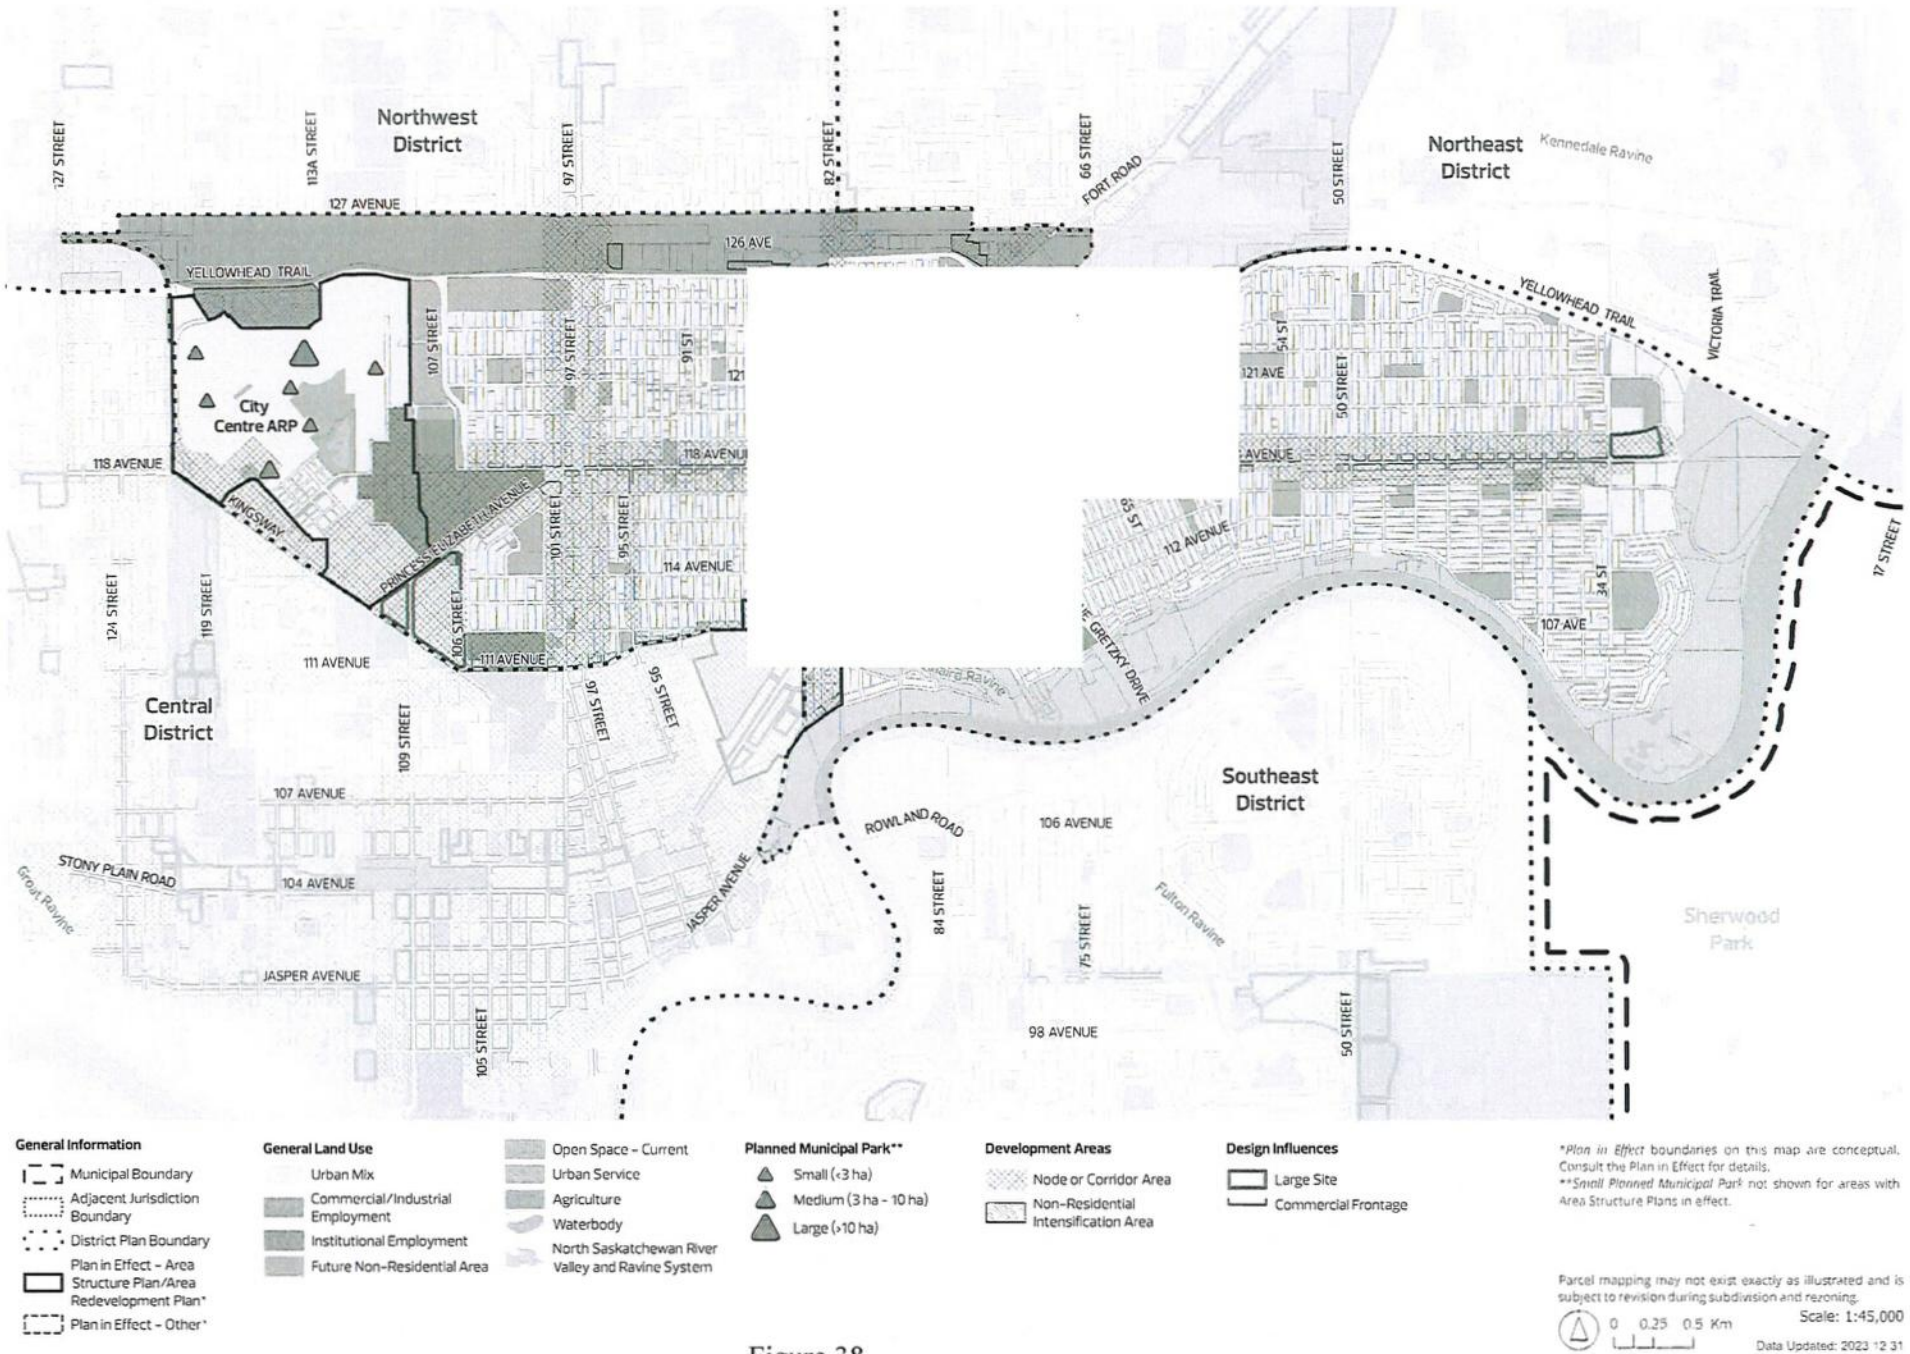 Northwest
District
Northeast
District
Kennedale Ravine
127 STREET
113A STREET
97 STREET
82 STREET
66 STREET
FORT ROAD
50 STREET
127 AVENUE
126 AVE
YELLOWHEAD TRAIL
YELLOWHEAD TRAIL
VICTORIA TRAIL
107 STREET
97 STREET
91 ST
121
54 ST
121 AVE
50 STREET
City
Centre ARP
118 AVENUE
118 AVENU
AVENUE
KINGSWAY
PRINCESS ELIZABETH AVENUE
101 STREET
95 STREET
65 ST
112 AVENUE
17 STREET
114 AVENUE
124 STREET
119 STREET
106 STREET
34 ST
107 AVE
111 AVENUE
111 AVENUE
GRETZKY DRIVE
Ravine
97 STREET
95 STREET
Central
District
109 STREET
Southeast
District
107 AVENUE
ROWLAND ROAD
106 AVENUE
STONY PLAIN ROAD
104 AVENUE
Groat Ravine
JASPER AVENUE
84 STREET
75 STREET
Fulton Ravine
Sherwood
Park
JASPER AVENUE
105 STREET
98 AVENUE
50 STREET
General Information
Municipal Boundary
Adjacent Jurisdiction
Boundary
District Plan Boundary
Plan in Effect – Area
Structure Plan/Area
Redevelopment Plan*
Plan in Effect – Other*
General Land Use
Urban Mix
Commercial/Industrial
Employment
Institutional Employment
Future Non-Residential Area
Open Space – Current
Urban Service
Agriculture
Waterbody
North Saskatchewan River
Valley and Ravine System
Planned Municipal Park**
Small (<3 ha)
Medium (3 ha - 10 ha)
Large (>10 ha)
Development Areas
Node or Corridor Area
Non-Residential
Intensification Area
Design Influences
Large Site
Commercial Frontage
*Plan in Effect boundaries on this map are conceptual.
Consult the Plan in Effect for details.
**Small Planned Municipal Park not shown for areas with
Area Structure Plans in effect.
Parcel mapping may not exist exactly as illustrated and is
subject to revision during subdivision and rezoning.
Scale: 1:45,000
0 0.25 0.5 Km
Data Updated: 2023 12 31